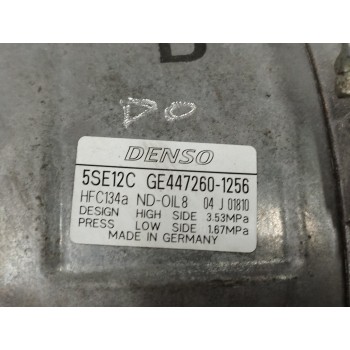 D
DO
DENSO
5SE12C GE447260-1256
HFC134a ND-OIL8 04 J 01810
DESIGN HIGH SIDE 3.53MPa
PRESS LOW SIDE 1.67MPa
MADE IN GERMANY